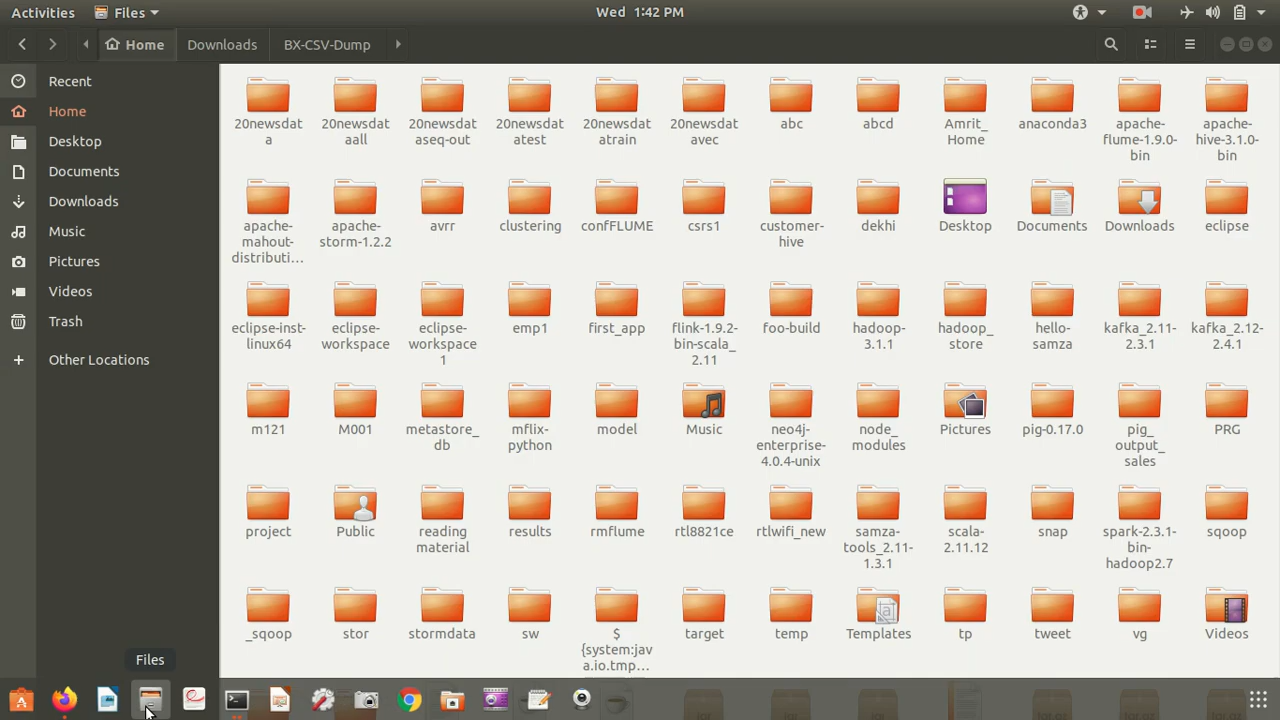 Activities Files Wed 1:42 PM
Home Downloads BX-CSV-Dump
Recent
Home
Desktop
Documents
Downloads
Music
Pictures
Videos
Trash
Other Locations
20newsdat 20newsdat 20newsdat 20newsdat 20newsdat 20newsdat abc abcd Amrit_ anaconda3 apache- apache-
a aall aseq-out atest atrain avec Home flume-1.9.0- hive-3.1.0-
bin bin
apache- apache- avrr clustering confFLUME csrs1 customer- dekhi Desktop Documents Downloads eclipse
mahout- storm-1.2.2 hive
distributi…
eclipse-inst- eclipse- eclipse- emp1 first_app flink-1.9.2- foo-build hadoop- hadoop_ hello- kafka_2.11- kafka_2.12-
linux64 workspace workspace bin-scala_ 3.1.1 store samza 2.3.1 2.4.1
1 2.11
m121 M001 metastore_ mflix- model Music neo4j- node_ Pictures pig-0.17.0 pig_ PRG
db python enterprise- modules output_
4.0.4-unix sales
project Public reading results rmflume rtl8821ce rtlwifi_new samza- scala- snap spark-2.3.1- sqoop
material tools_2.11- 2.11.12 bin-
1.3.1 hadoop2.7
_sqoop stor stormdata sw $ target temp Templates tp tweet vg Videos
{system:jav
a.io.tmp…
Files